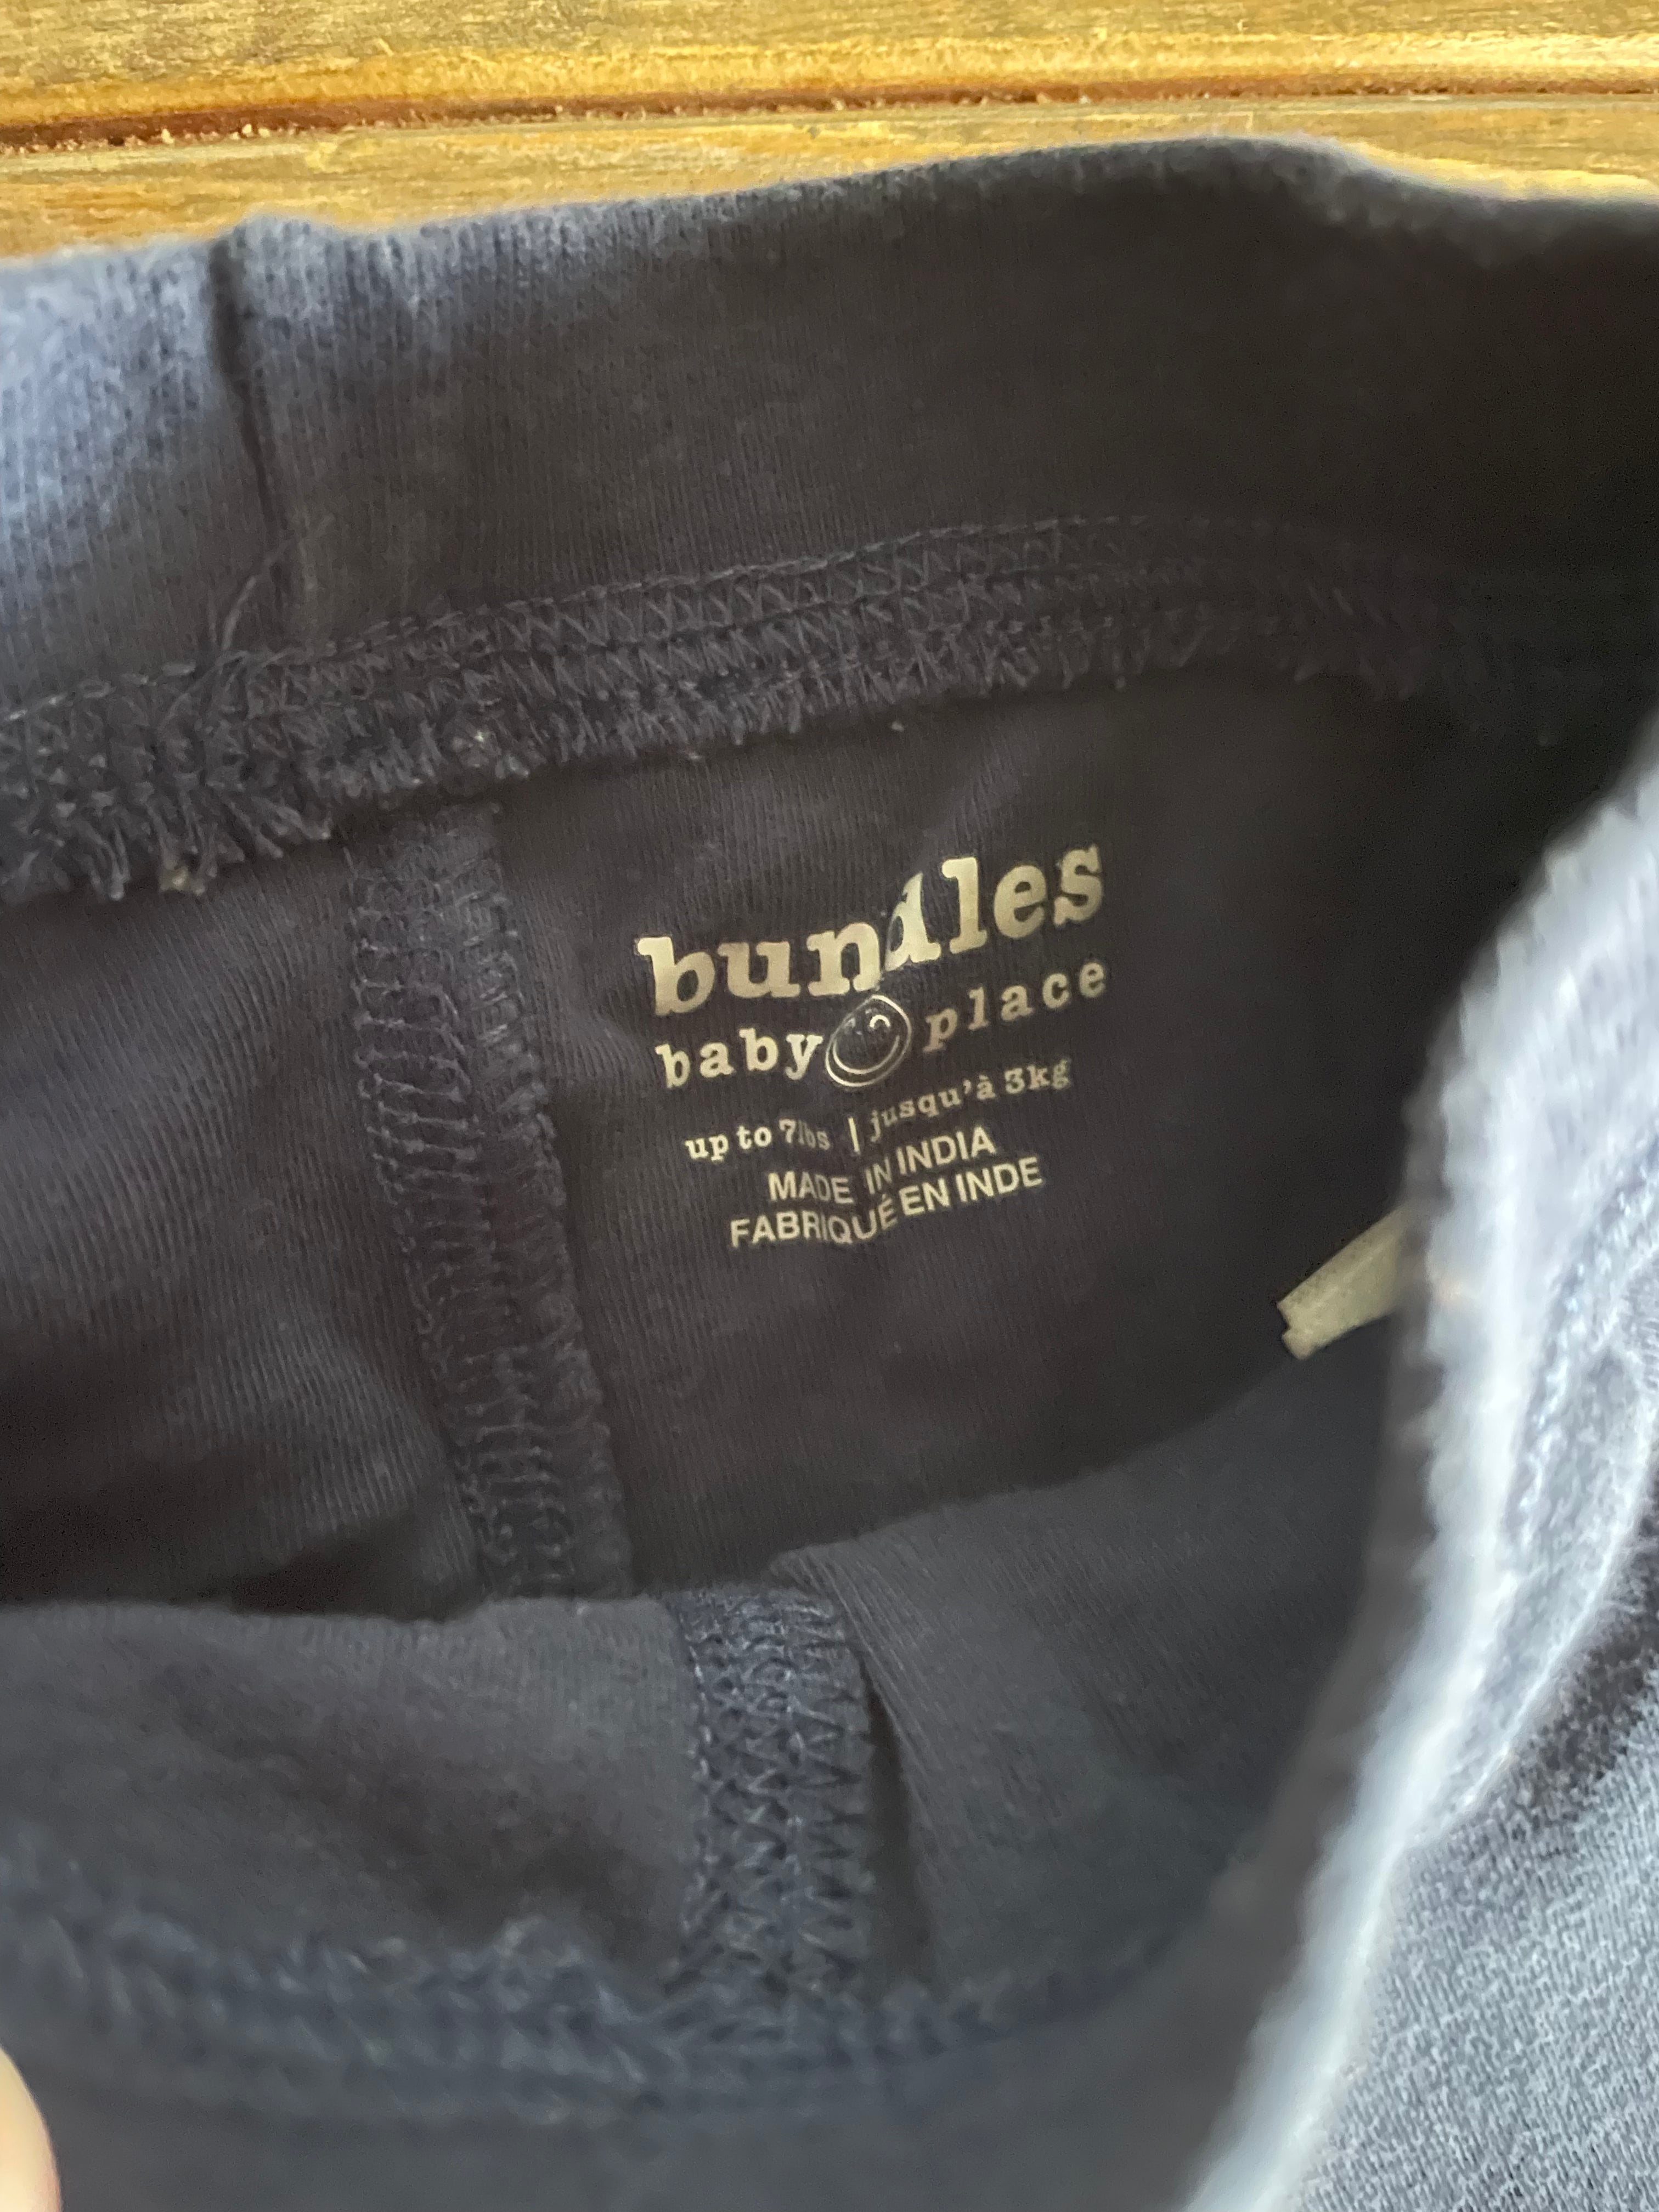 bundles
baby place
up to 7lbs | jusqu'à 3kg
MADE IN INDIA
FABRIQUÉ EN INDE